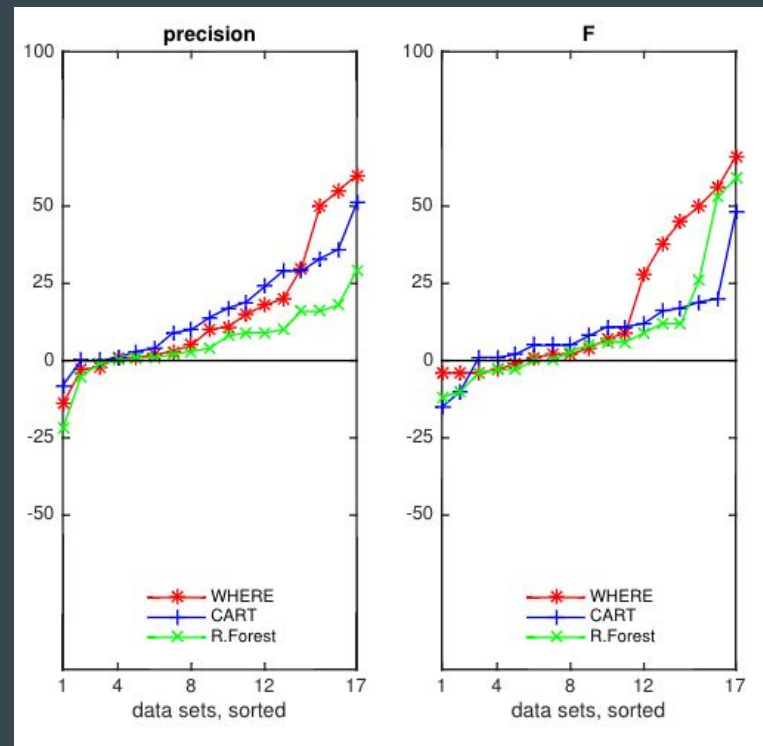 precision
100
50
25
0
-25
-50
WHERE
CART
R.Forest
1 4 8 12 17
data sets, sorted
F
100
50
25
0
-25
-50
WHERE
CART
R.Forest
1 4 8 12 17
data sets, sorted